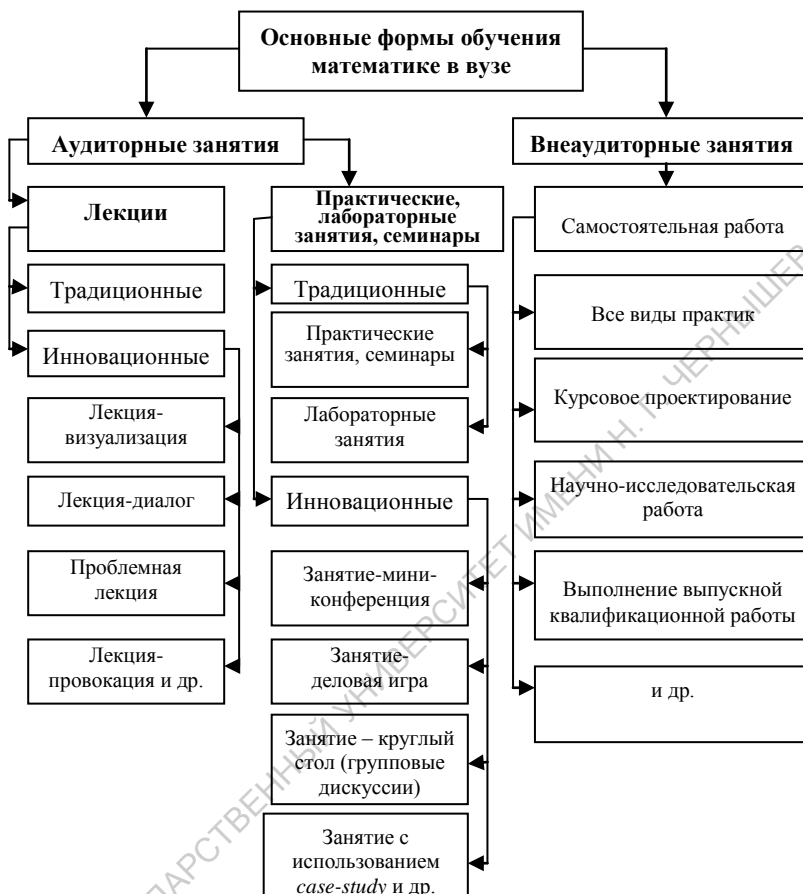 Основные формы обучения
математике в вузе
Аудиторные занятия
Внеаудиторные занятия
Лекции
Традиционные
Инновационные
Лекция-
визуализация
Лекция-диалог
Проблемная
лекция
Лекция-
провокация и др.
Практические,
лабораторные
занятия, семинары
Традиционные
Практические
занятия, семинары
Лабораторные
занятия
Инновационные
Занятие-мини-
конференция
Занятие-
деловая игра
Занятие – круглый
стол (групповые
дискуссии)
Занятие с
использованием
case-study и др.
Самостоятельная работа
Все виды практик
Курсовое проектирование
Научно-исследовательская
работа
Выполнение выпускной
квалификационной работы
и др.
УНИВЕРСИТЕТ ИМЕНИ Н. Г.